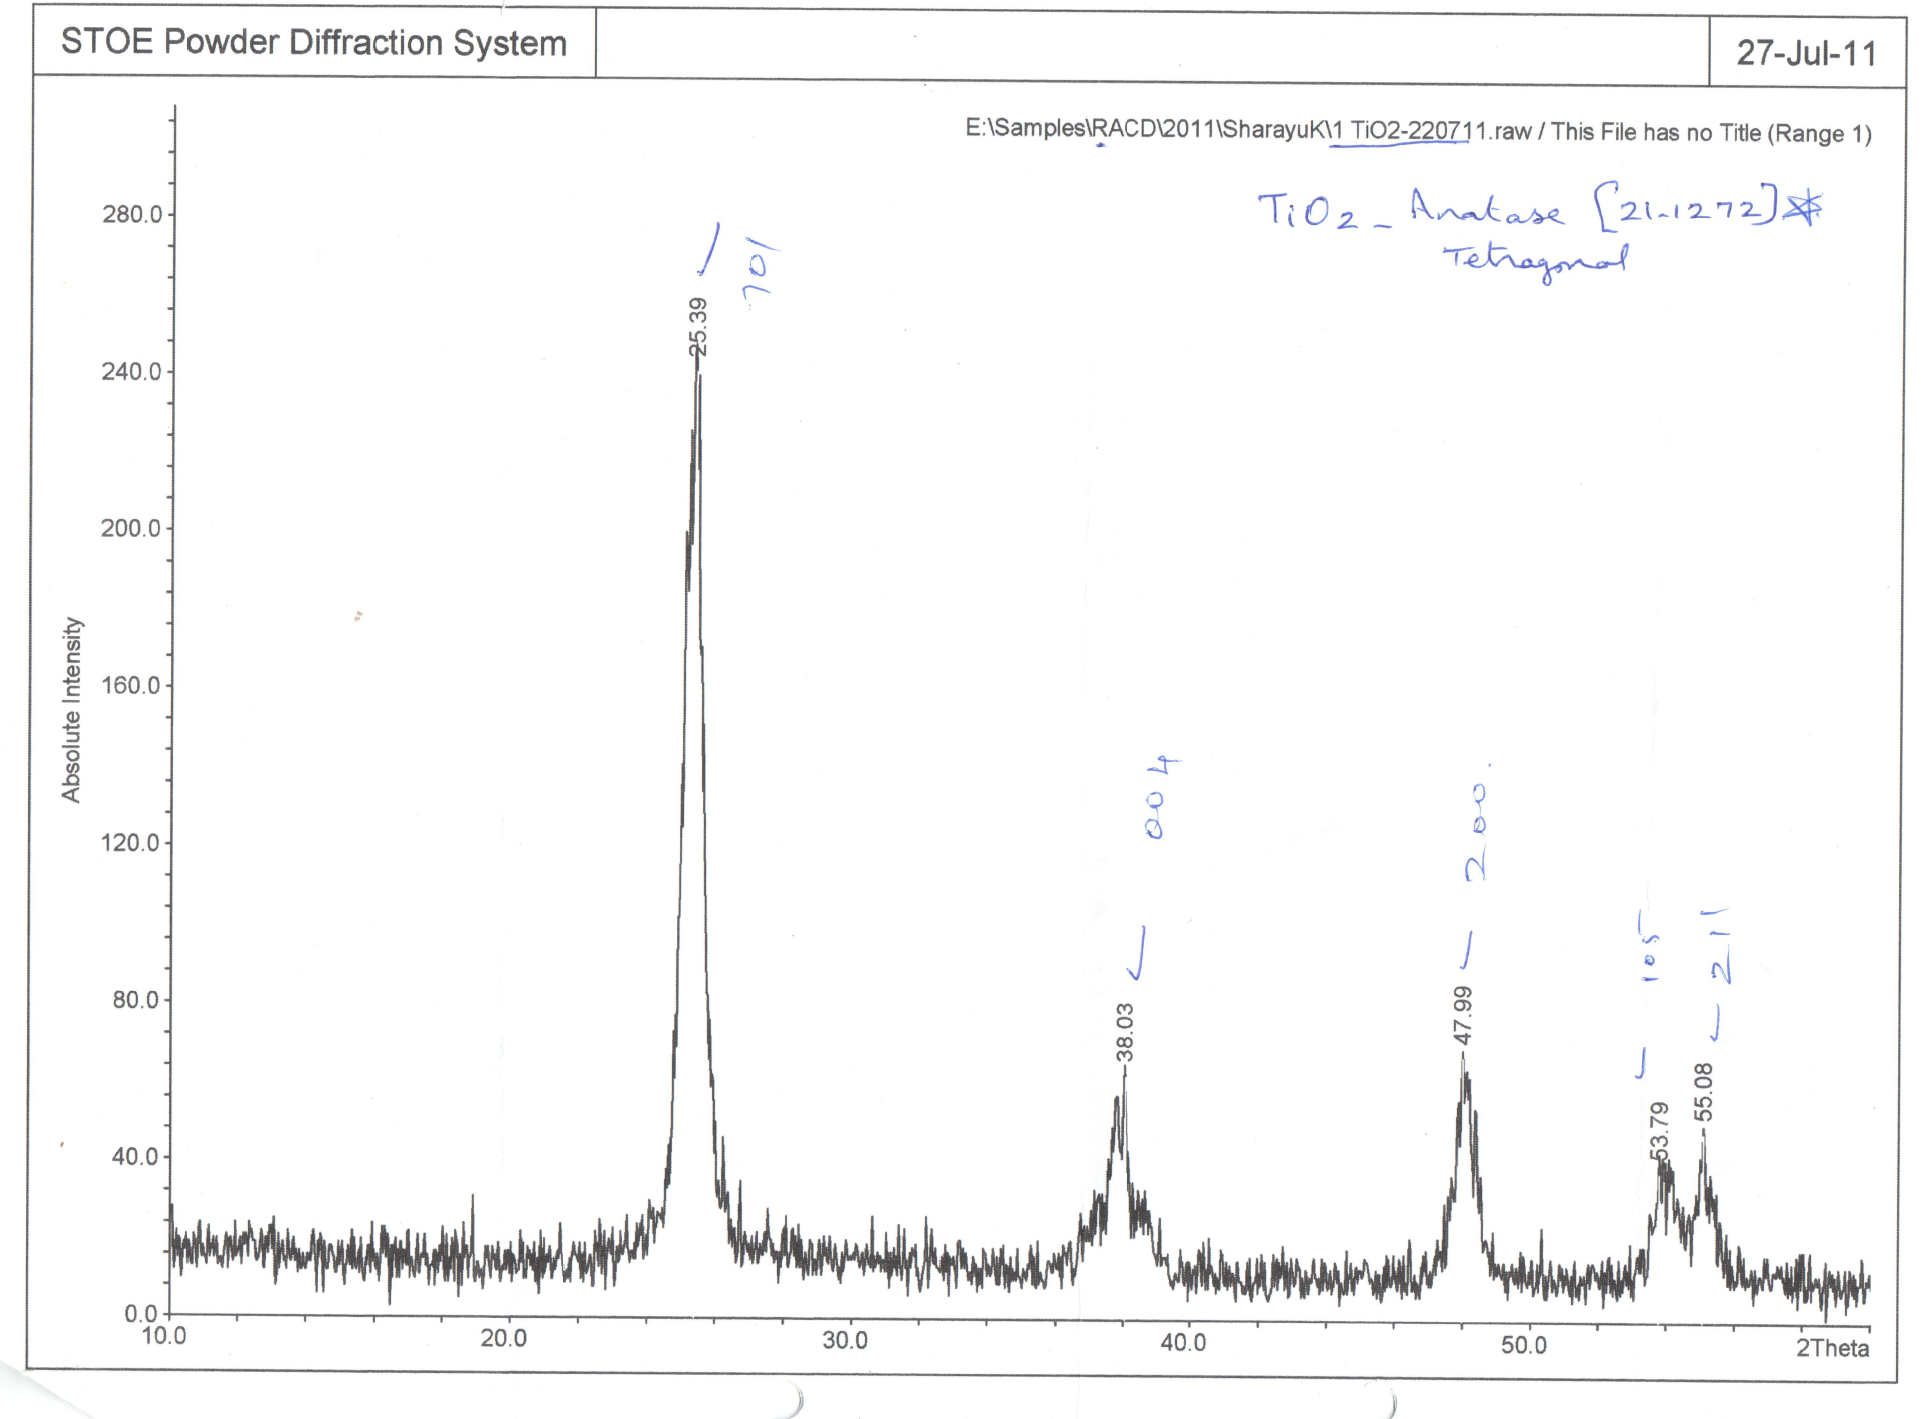 STOE Powder Diffraction System
27-Jul-11
E:\Samples\RACD\2011\SharayuK\1 TiO2-220711.raw / This File has no Title (Range 1)
TiO2 - Anatase [21-1272]*
Tetragonal
101
25.39
004
38.03
200.
47.99
105
53.79
211
55.08
Absolute Intensity
280.0
240.0
200.0
160.0
120.0
80.0
40.0
0.0
10.0 20.0 30.0 40.0 50.0 2Theta